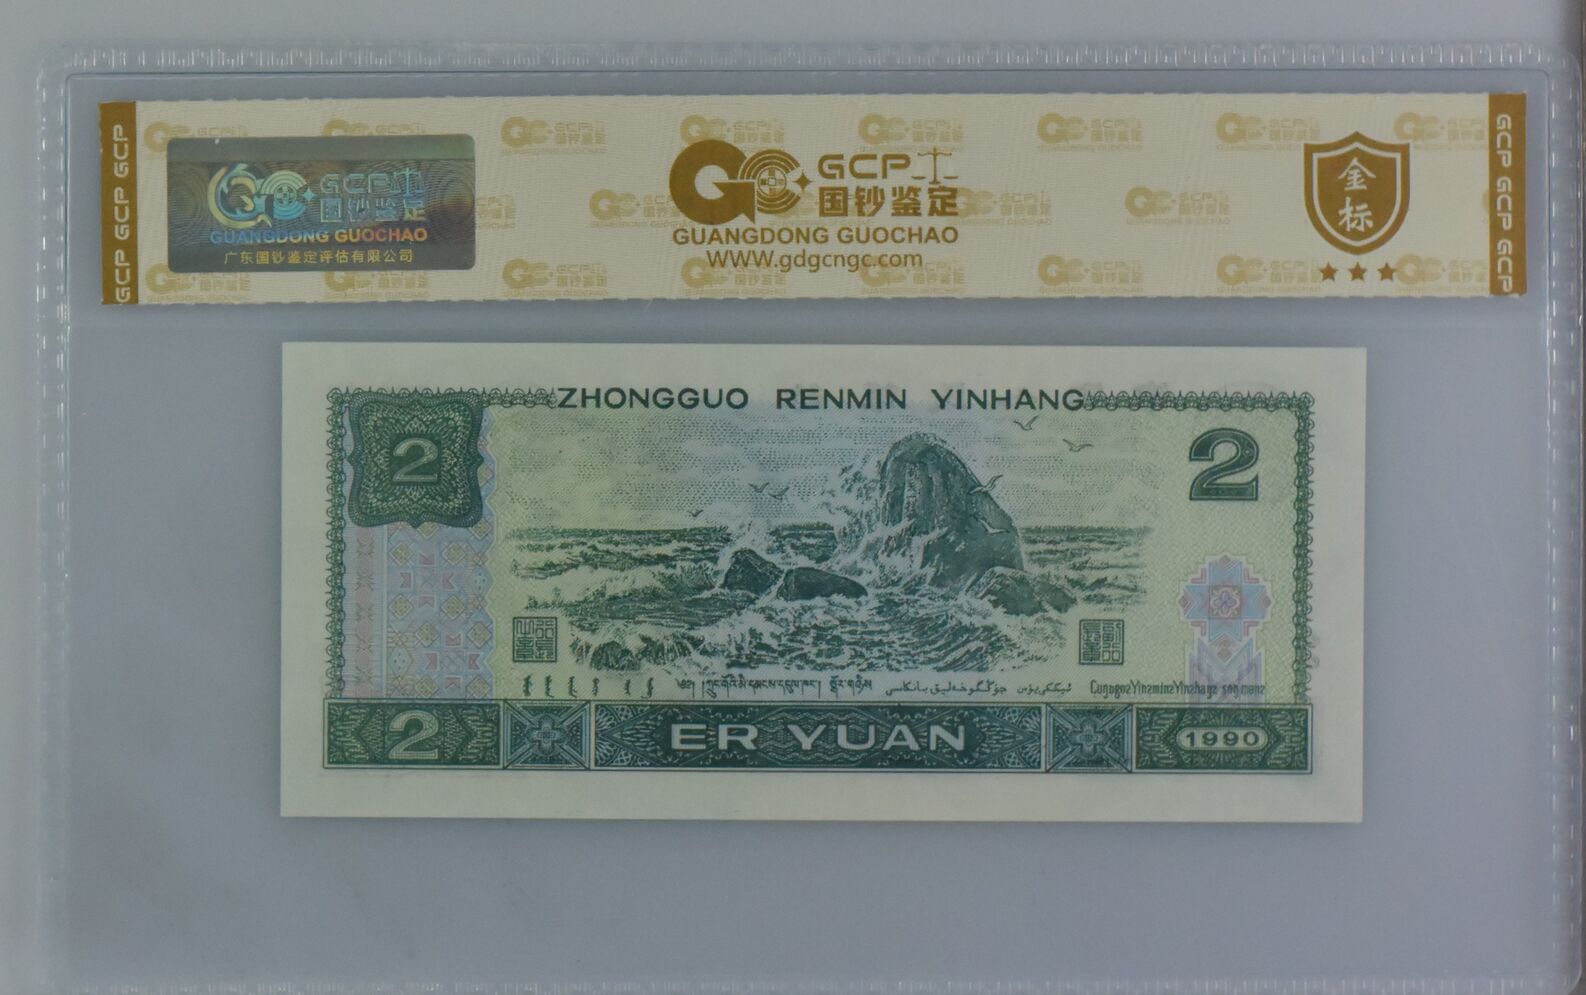 GCP GCP GCP
GCP
国钞鉴定
GUANGDONG GUOCHAO
广东国钞鉴定评估有限公司
GCP
国钞鉴定
GUANGDONG GUOCHAO
WWW.gdgcngc.com
金标
GCP GCP GCP
ZHONGGUO RENMIN YINHANG
2
2
2
ER YUAN
1990